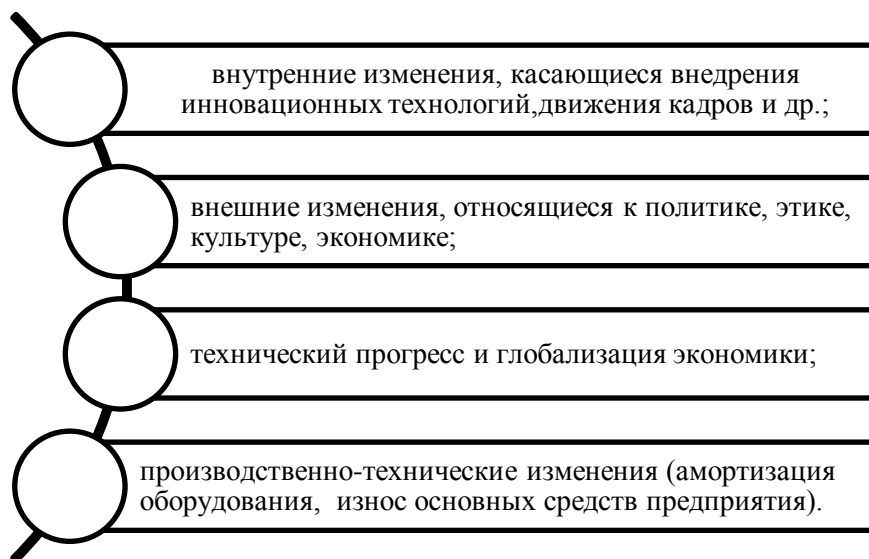 внутренние изменения, касающиеся внедрения
инновационных технологий,движения кадров и др.;
внешние изменения, относящиеся к политике, этике,
культуре, экономике;
технический прогресс и глобализация экономики;
производственно-технические изменения (амортизация
оборудования,  износ основных средств предприятия).